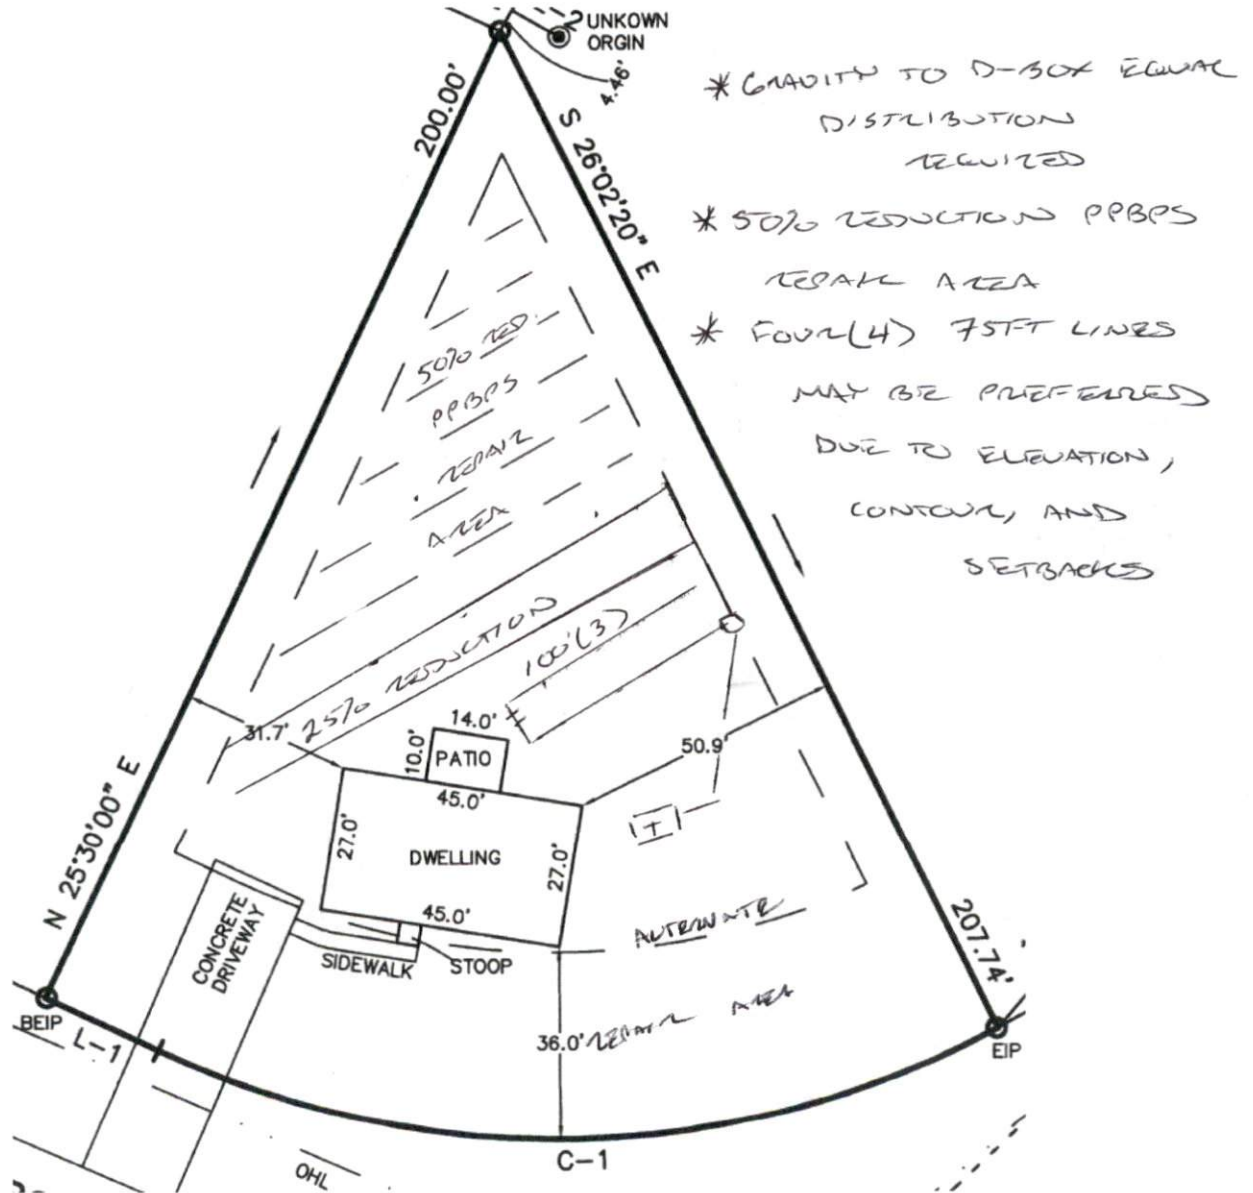 UNKOWN
ORGIN
4.46'
200.00'
S 26°02'20" E
* GRAVITY TO D-BOX EQUAL
DISTRIBUTION
REQUIRED
* 50% REDUCTION PPBPS
REPAIR AREA
* FOUR(4) 75FT LINES
MAY BE PREFERRED
DUE TO ELEVATION,
CONTOUR, AND
SETBACKS
50% RED.
PPBPS
REPAIR
AREA
25% REDUCTION
100'(3)
31.7'
14.0'
10.0'
PATIO
50.9'
45.0'
27.0'
DWELLING
27.0'
45.0'
T
N 25°30'00" E
CONCRETE
DRIVEWAY
SIDEWALK
STOOP
ALTERNATE
REPAIR AREA
207.74'
36.0'
BEIP
L-1
EIP
C-1
OHL